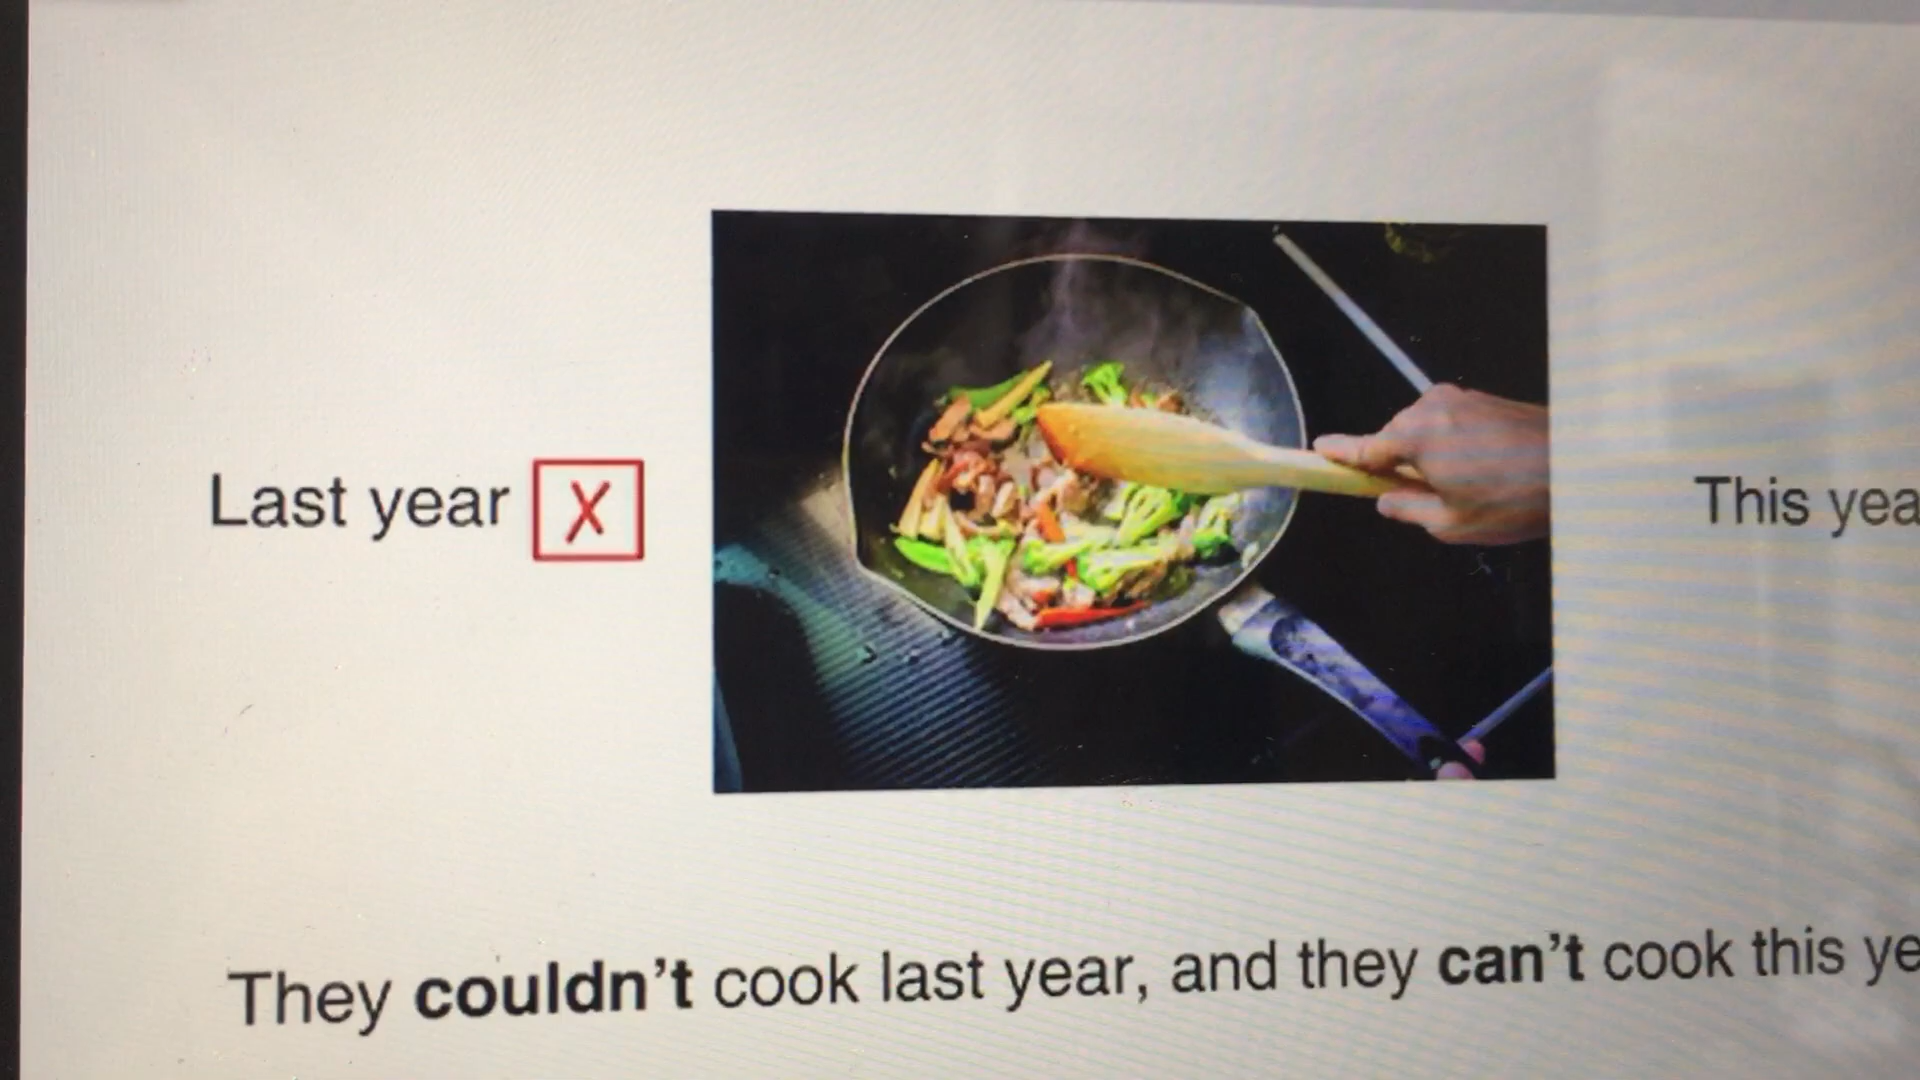 Last year X This yea
They couldn't cook last year, and they can't cook this ye